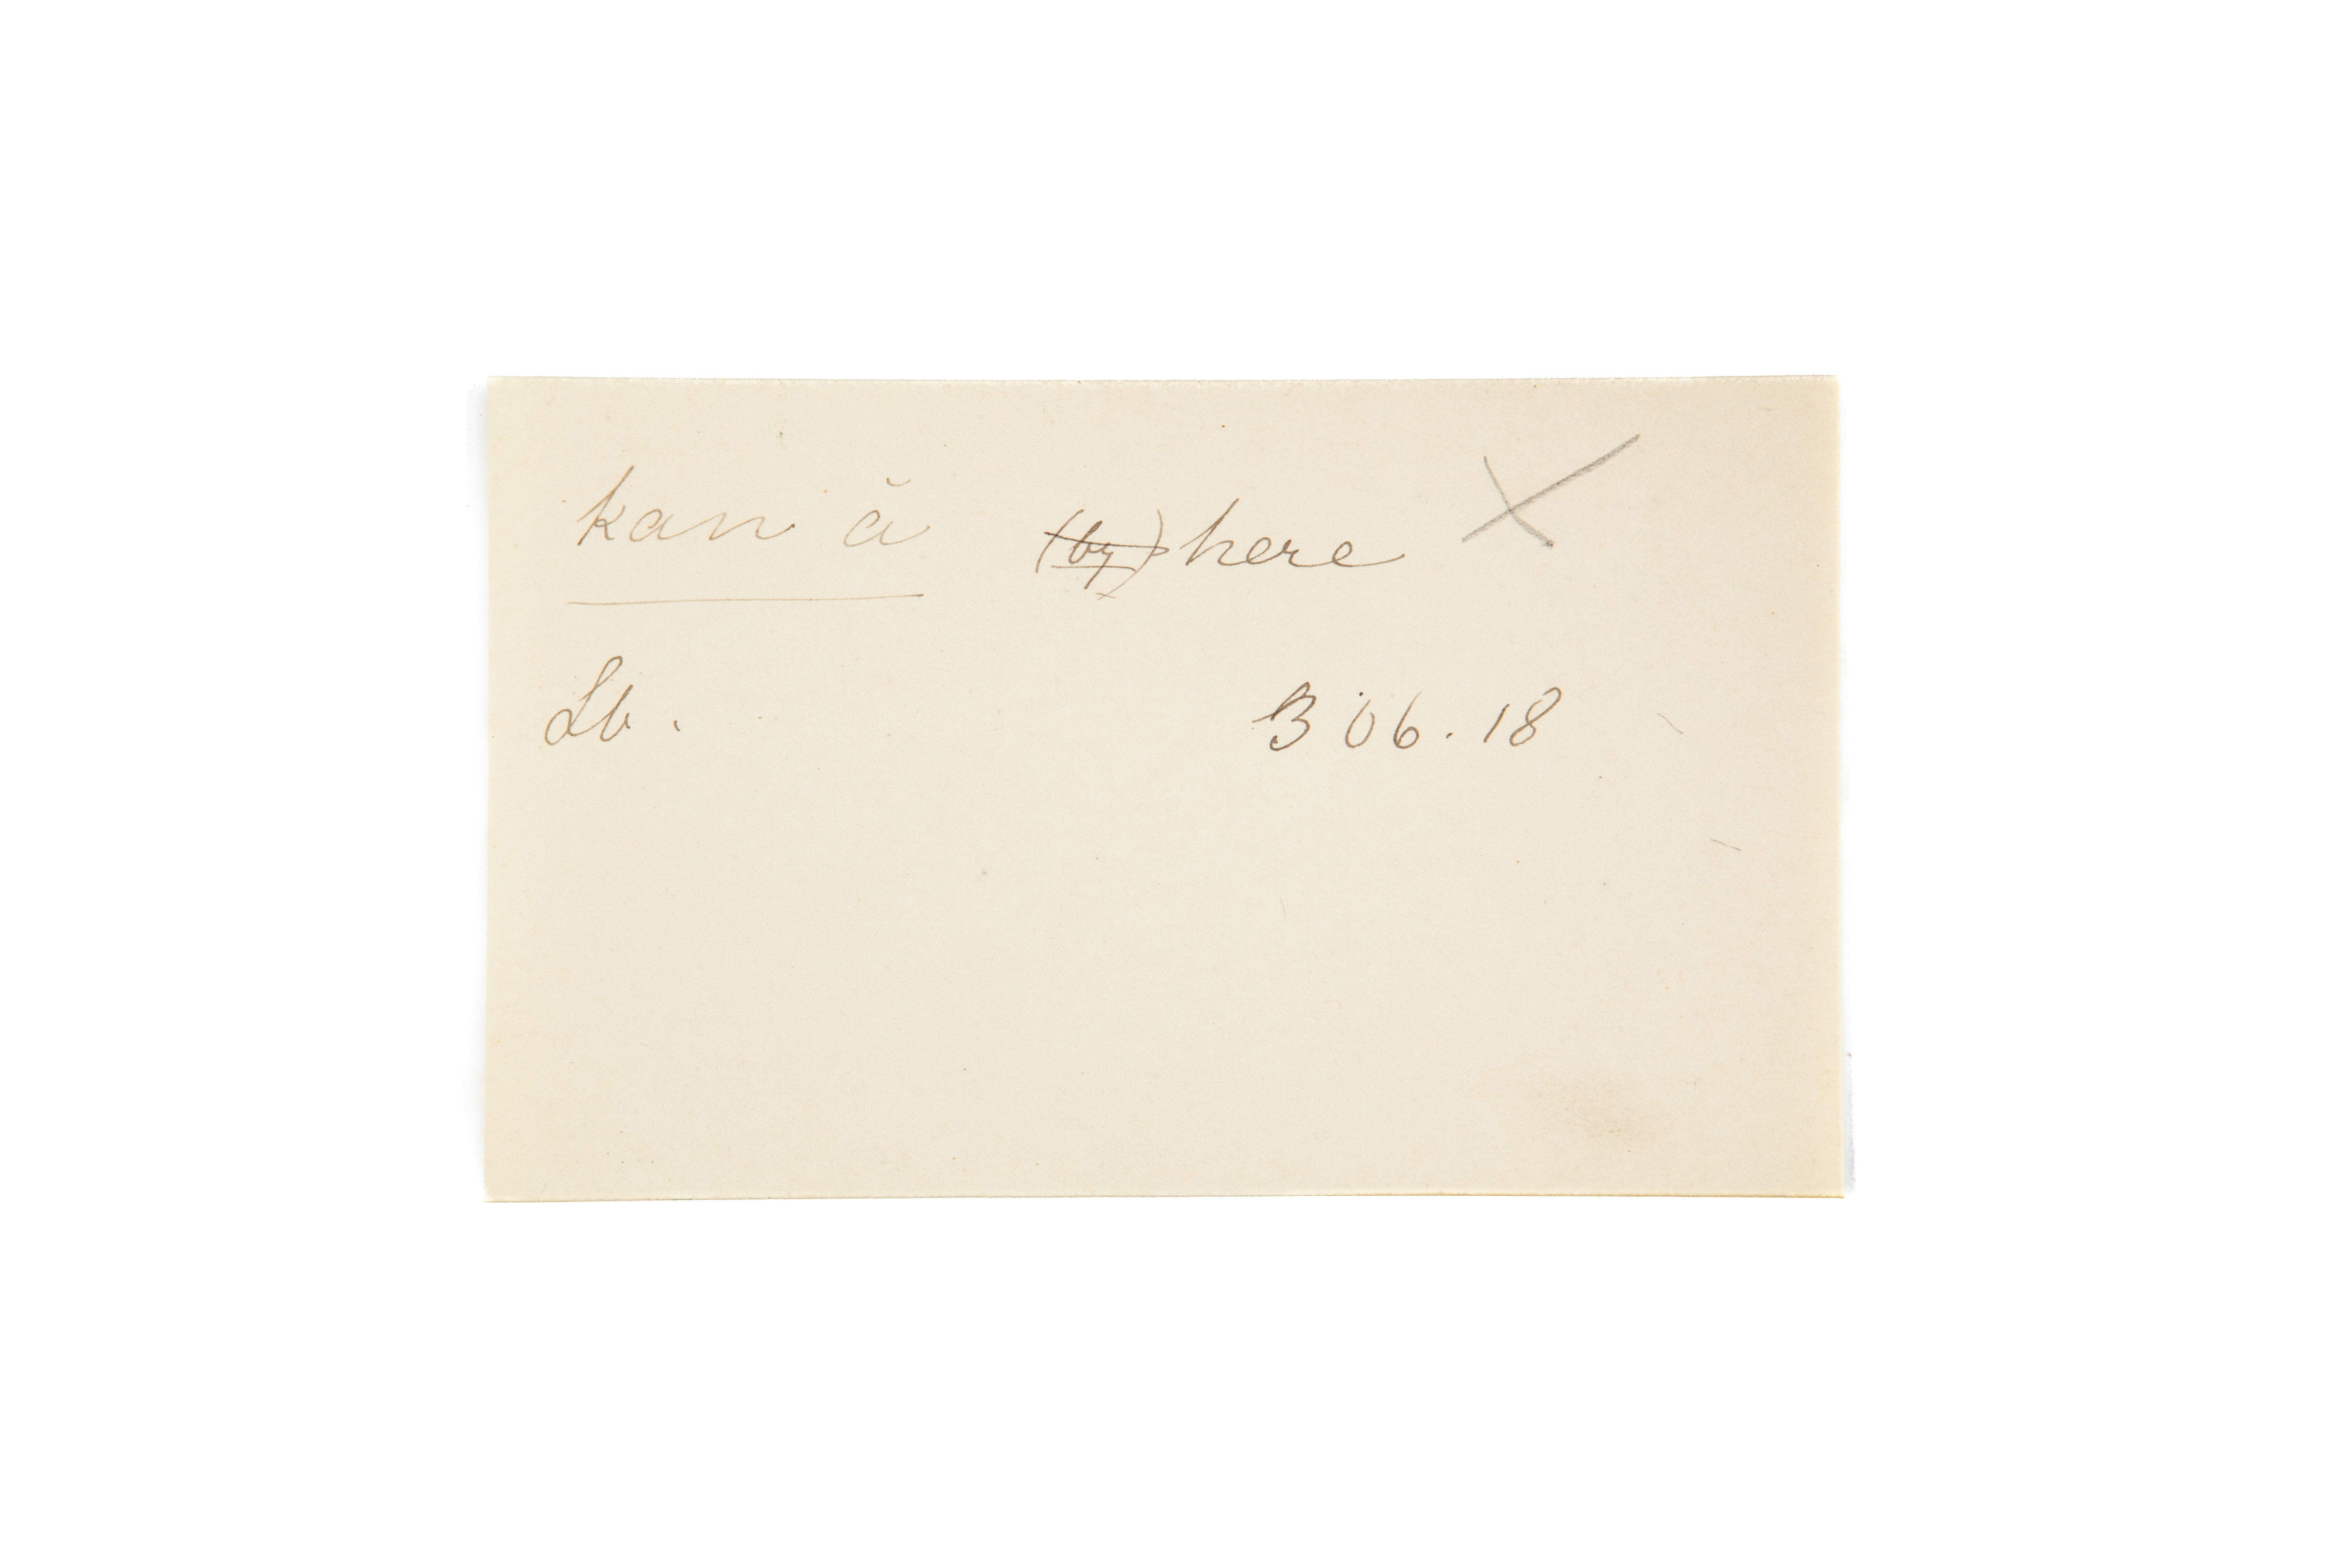 kan ă (by) here X
Lb. 306.18